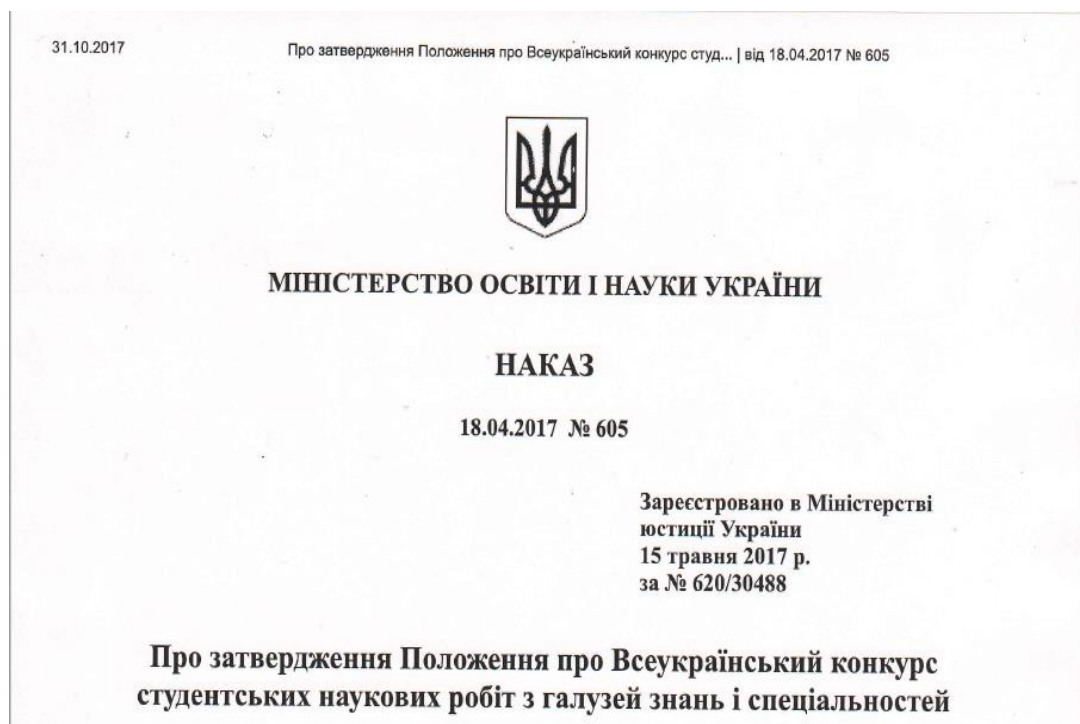 31.10.2017 Про затвердження Положення про Всеукраїнський конкурс студ... | від 18.04.2017 № 605
МІНІСТЕРСТВО ОСВІТИ І НАУКИ УКРАЇНИ
НАКАЗ
18.04.2017 № 605
Зареєстровано в Міністерстві
юстиції України
15 травня 2017 р.
за № 620/30488
Про затвердження Положення про Всеукраїнський конкурс
студентських наукових робіт з галузей знань і спеціальностей